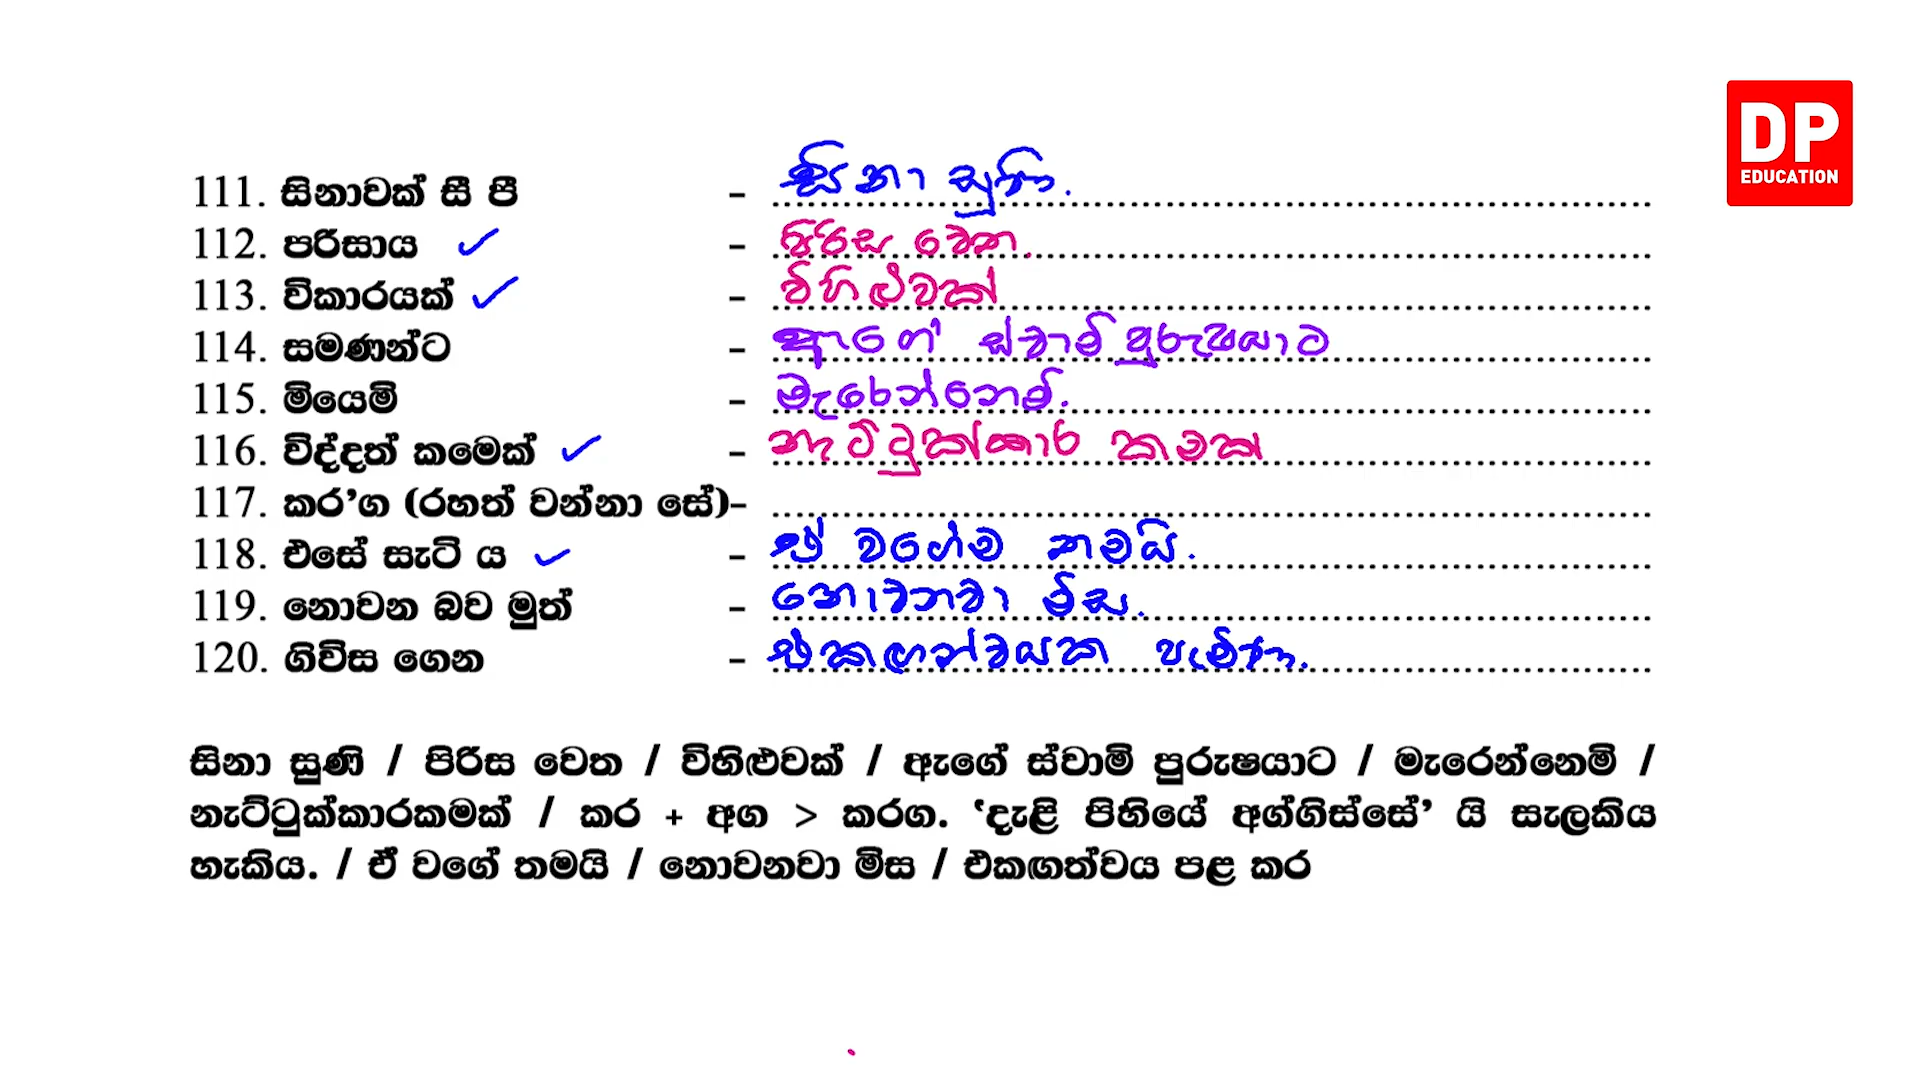 DP
EDUCATION
111. සිනාවක් සී පී - සිනා සුණි.
112. පරිසාය - පිරිස වෙත.
113. විකාරයක් - විහිළුවක්
114. සමණන්ට - ඇගේ ස්වාමි පුරුෂයාට
115. මියෙමි - මැරෙන්නෙමි.
116. විද්දත් කමෙක් - නැට්ටුක්කාර කමක්
117. කර’ග (රහත් වන්නා සේ)-
118. එසේ සැටි ය - ඒ වගේම තමයි.
119. නොවන බව මුත් - නොවනවා මිස.
120. ගිවිස ගෙන - එකඟත්වයක පැමිණ.
සිනා සුණි / පිරිස වෙත / විහිළුවක් / ඇගේ ස්වාමි පුරුෂයාට / මැරෙන්නෙමි /
නැට්ටුක්කාරකමක් / කර + අග > කරග. ‘දැළි පිහියේ අග්ගිස්සේ’ යි සැලකිය
හැකිය. / ඒ වගේ තමයි / නොවනවා මිස / එකඟත්වය පළ කර